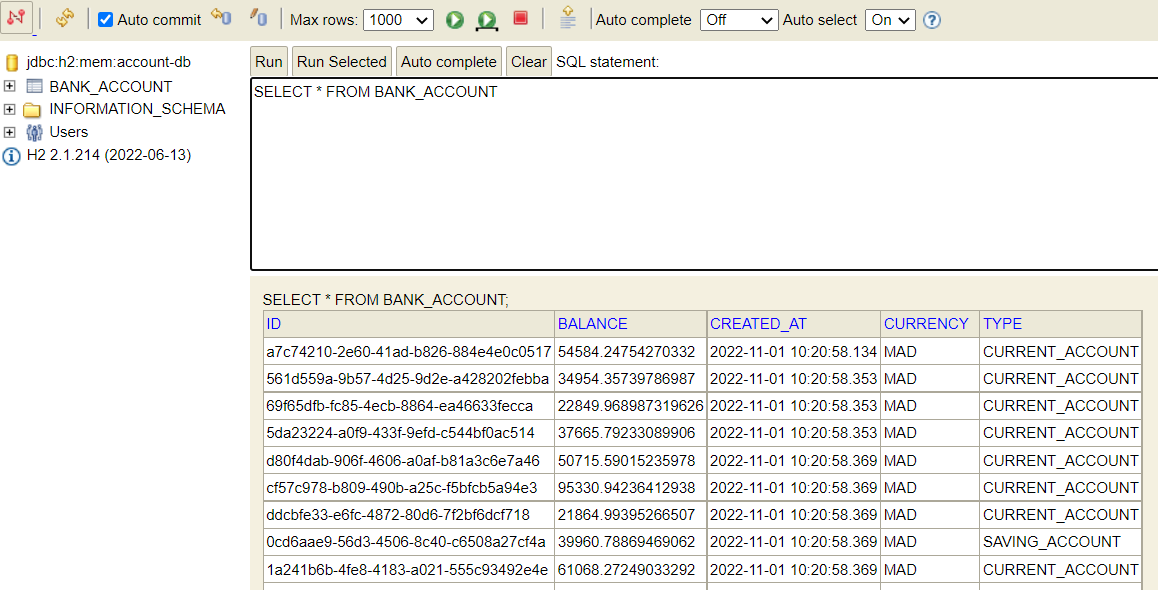 Auto commit Max rows: 1000 Auto complete Off Auto select On
jdbc:h2:mem:account-db
BANK_ACCOUNT
INFORMATION_SCHEMA
Users
H2 2.1.214 (2022-06-13)
Run Run Selected Auto complete Clear SQL statement:
SELECT * FROM BANK_ACCOUNT
SELECT * FROM BANK_ACCOUNT;
ID BALANCE CREATED_AT CURRENCY TYPE
a7c74210-2e60-41ad-b826-884e4e0c0517 54584.24754270332 2022-11-01 10:20:58.134 MAD CURRENT_ACCOUNT
561d559a-9b57-4d25-9d2e-a428202febba 34954.35739786987 2022-11-01 10:20:58.353 MAD CURRENT_ACCOUNT
69f65dfb-fc85-4ecb-8864-ea46633fecca 22849.968987319626 2022-11-01 10:20:58.353 MAD CURRENT_ACCOUNT
5da23224-a0f9-433f-9efd-c544bf0ac514 37665.79233089906 2022-11-01 10:20:58.353 MAD CURRENT_ACCOUNT
d80f4dab-906f-4606-a0af-b81a3c6e7a46 50715.59015235978 2022-11-01 10:20:58.369 MAD CURRENT_ACCOUNT
cf57c978-b809-490b-a25c-f5bfcb5a94e3 95330.94236412938 2022-11-01 10:20:58.369 MAD CURRENT_ACCOUNT
ddcbfe33-e6fc-4872-80d6-7f2bf6dcf718 21864.99395266507 2022-11-01 10:20:58.369 MAD CURRENT_ACCOUNT
0cd6aae9-56d3-4506-8c40-c6508a27cf4a 39960.78869469062 2022-11-01 10:20:58.369 MAD SAVING_ACCOUNT
1a241b6b-4fe8-4183-a021-555c93492e4e 61068.27249033292 2022-11-01 10:20:58.369 MAD CURRENT_ACCOUNT